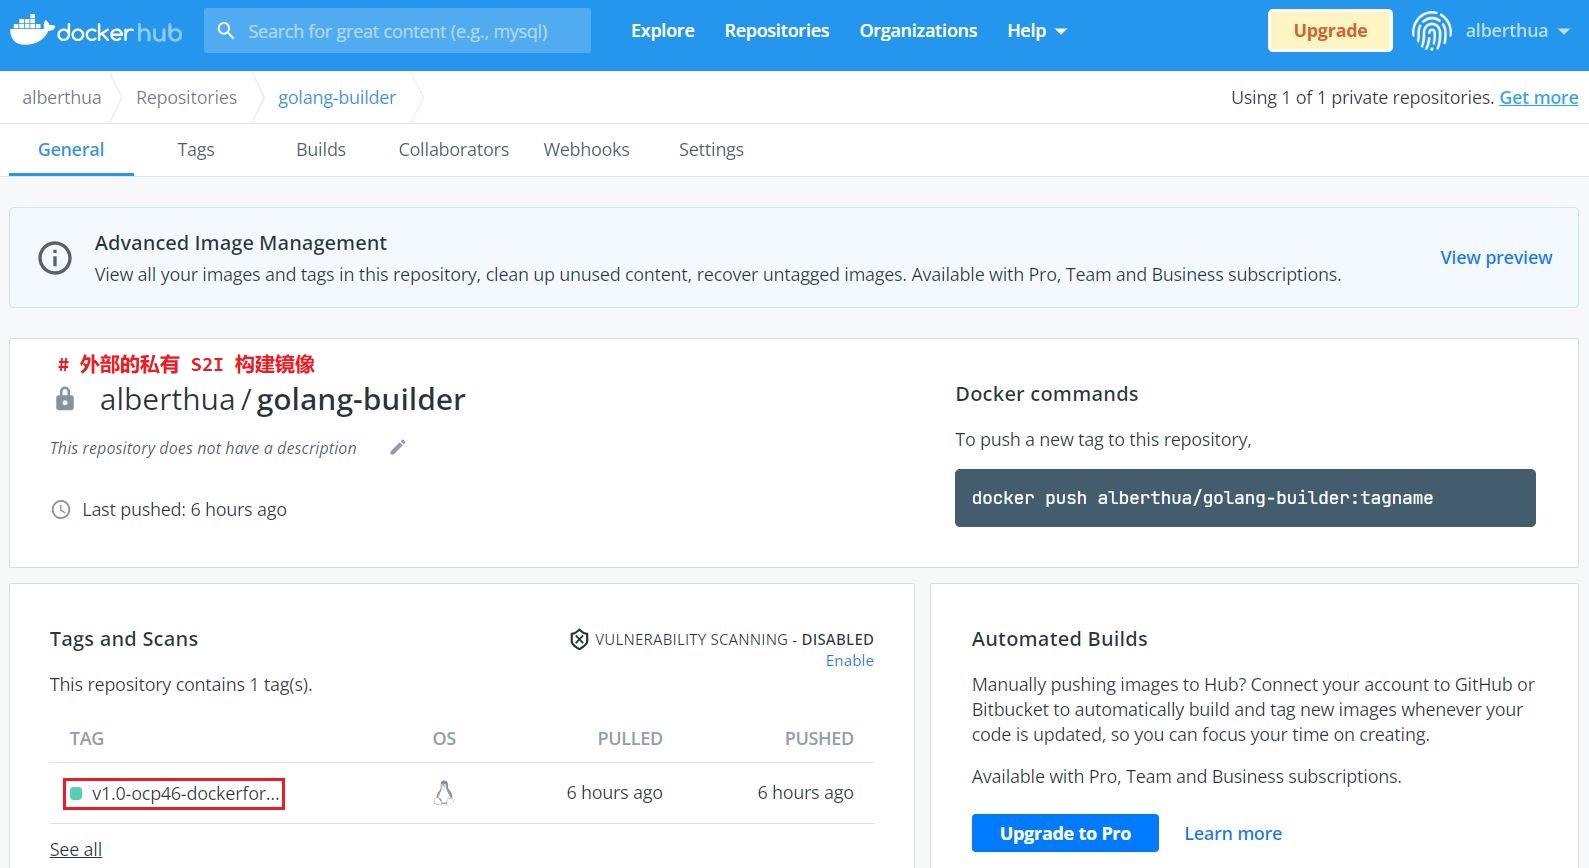 docker hub
Search for great content (e.g., mysql)
Explore
Repositories
Organizations
Help
Upgrade
alberthua
alberthua
Repositories
golang-builder
Using 1 of 1 private repositories. Get more
General
Tags
Builds
Collaborators
Webhooks
Settings
Advanced Image Management
View all your images and tags in this repository, clean up unused content, recover untagged images. Available with Pro, Team and Business subscriptions.
View preview
# 外部的私有 S2I 构建镜像
alberthua / golang-builder
This repository does not have a description
Last pushed: 6 hours ago
Docker commands
To push a new tag to this repository,
docker push alberthua/golang-builder:tagname
Tags and Scans
VULNERABILITY SCANNING - DISABLED
Enable
This repository contains 1 tag(s).
TAG
OS
PULLED
PUSHED
v1.0-ocp46-dockerfor...
6 hours ago
6 hours ago
See all
Automated Builds
Manually pushing images to Hub? Connect your account to GitHub or
Bitbucket to automatically build and tag new images whenever your
code is updated, so you can focus your time on creating.
Available with Pro, Team and Business subscriptions.
Upgrade to Pro
Learn more